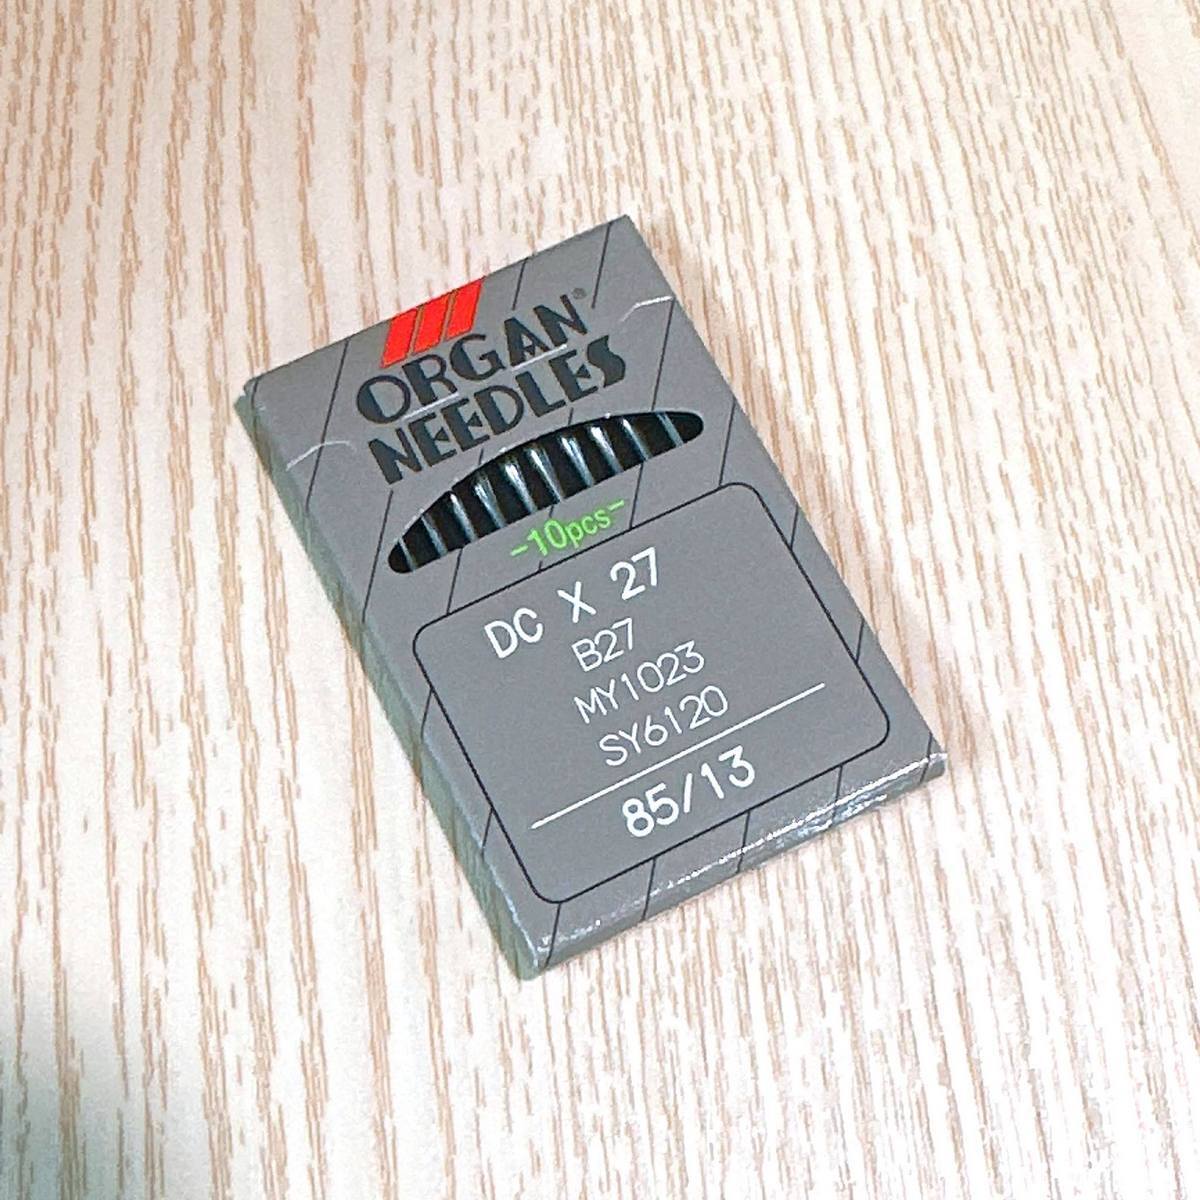 ORGAN®
NEEDLES
-10pcs-
DC X 27
B27
MY1023
SY6120
85/13